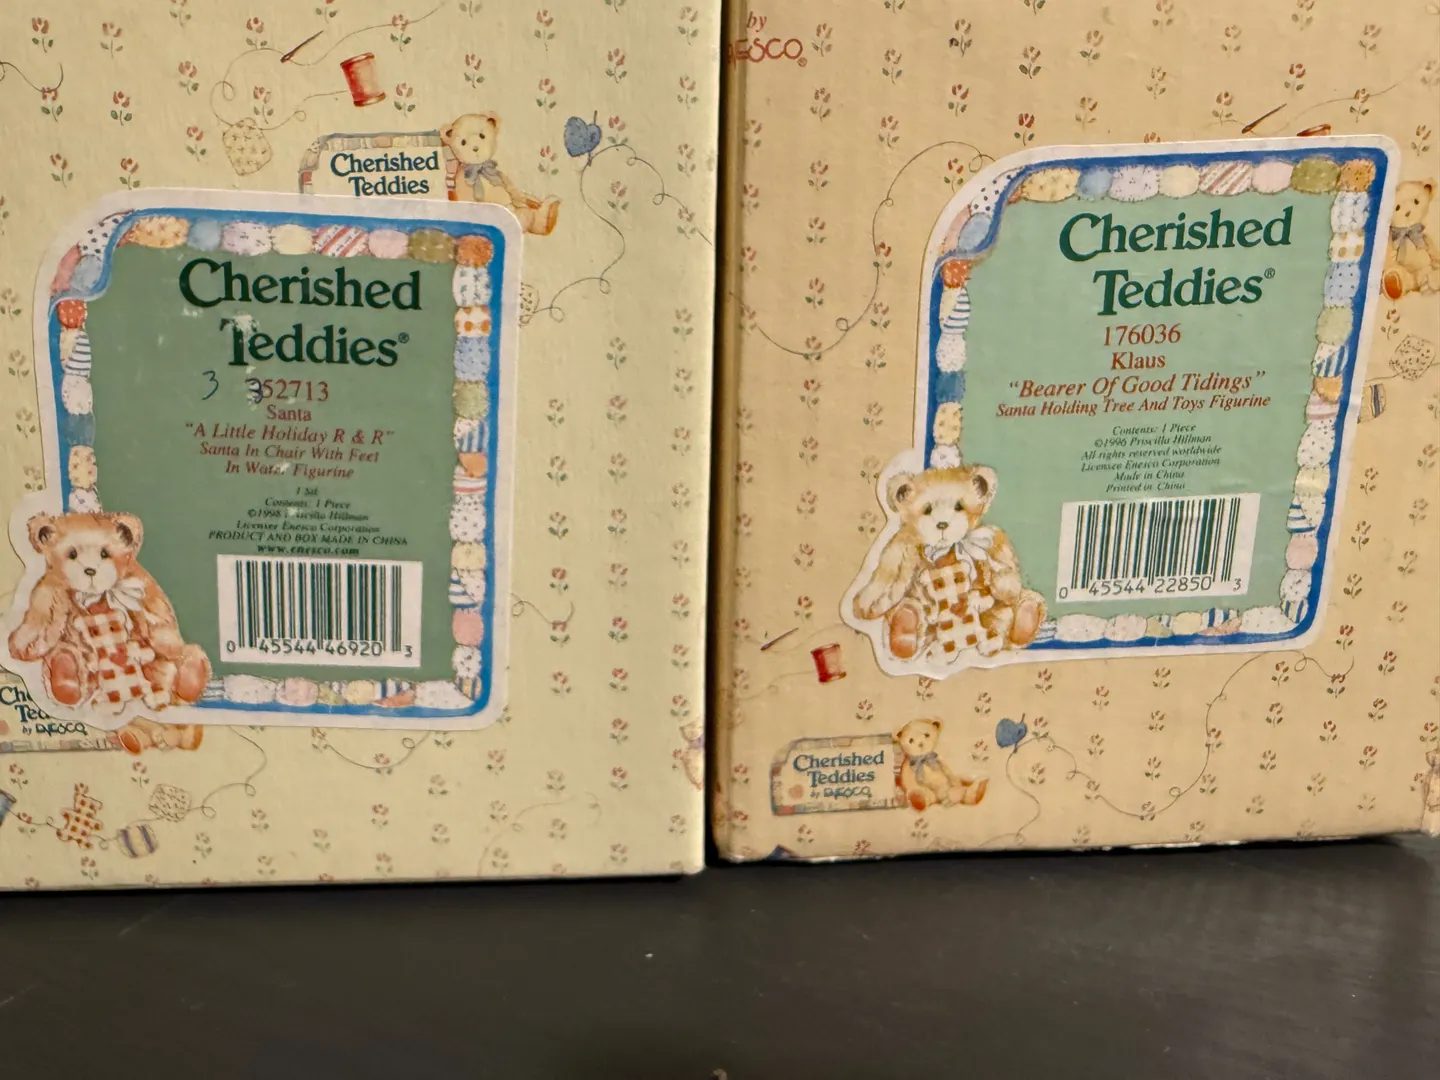 Cherished
Teddies
Cherished
Teddies®
3 352713
Santa
"A Little Holiday R & R"
Santa In Chair With Feet
In Water Figurine
1 Set
Contents: 1 Piece
©1998 Priscilla Hillman
Licensee Enesco Corporation
PRODUCT AND BOX MADE IN CHINA
www.enesco.com
0 45544 46920 3
by ENESCO
by
ENESCO®
Cherished
Teddies®
176036
Klaus
"Bearer Of Good Tidings"
Santa Holding Tree And Toys Figurine
Contents: 1 Piece
©1996 Priscilla Hillman
All rights reserved worldwide
Licensee Enesco Corporation
Made in China
Printed in China
0 45544 22850 3
Cherished
Teddies
by ENESCO